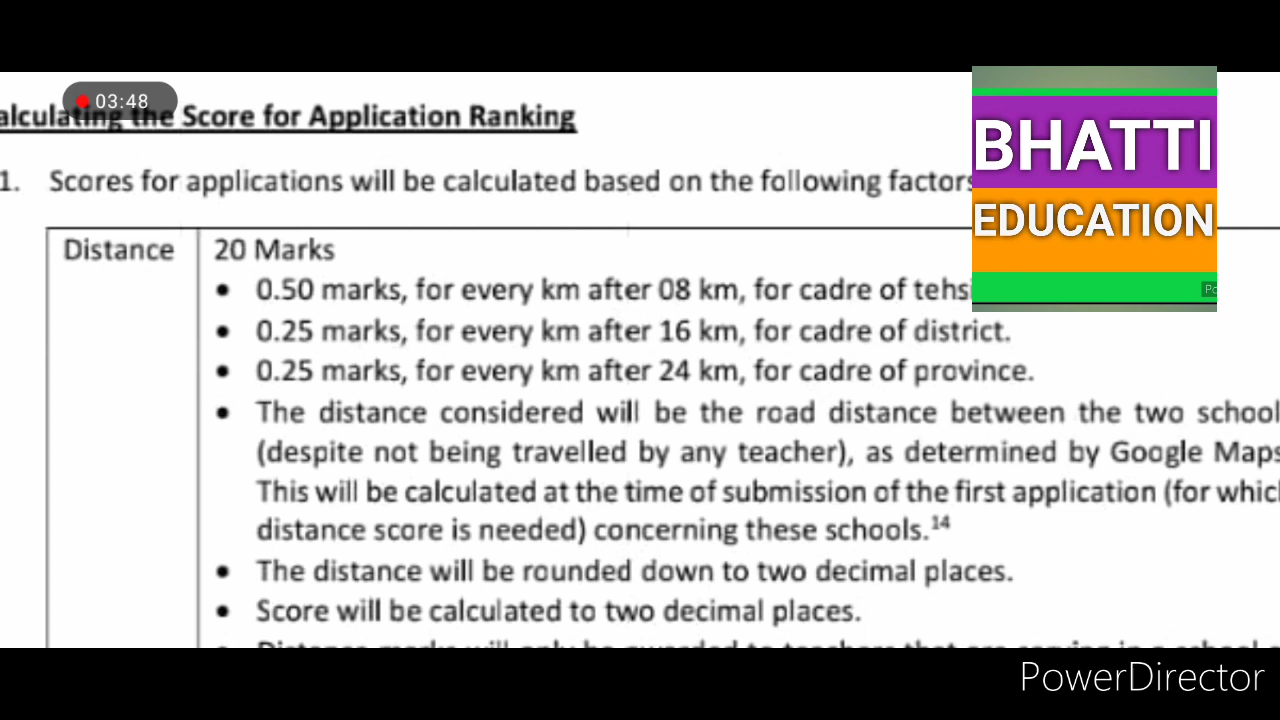 03:48
alculating the Score for Application Ranking
1. Scores for applications will be calculated based on the following factors
BHATTI
EDUCATION
Distance
20 Marks
• 0.50 marks, for every km after 08 km, for cadre of tehsi
• 0.25 marks, for every km after 16 km, for cadre of district.
• 0.25 marks, for every km after 24 km, for cadre of province.
• The distance considered will be the road distance between the two school
(despite not being travelled by any teacher), as determined by Google Maps
This will be calculated at the time of submission of the first application (for which
distance score is needed) concerning these schools.¹⁴
• The distance will be rounded down to two decimal places.
• Score will be calculated to two decimal places.
PowerDirector